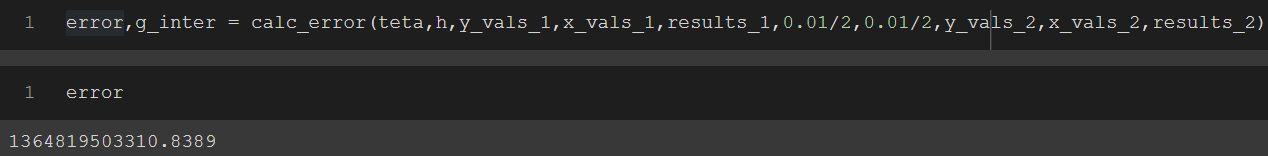 1 error,g_inter = calc_error(teta,h,y_vals_1,x_vals_1,results_1,0.01/2,0.01/2,y_vals_2,x_vals_2,results_2)
1 error
1364819503310.8389